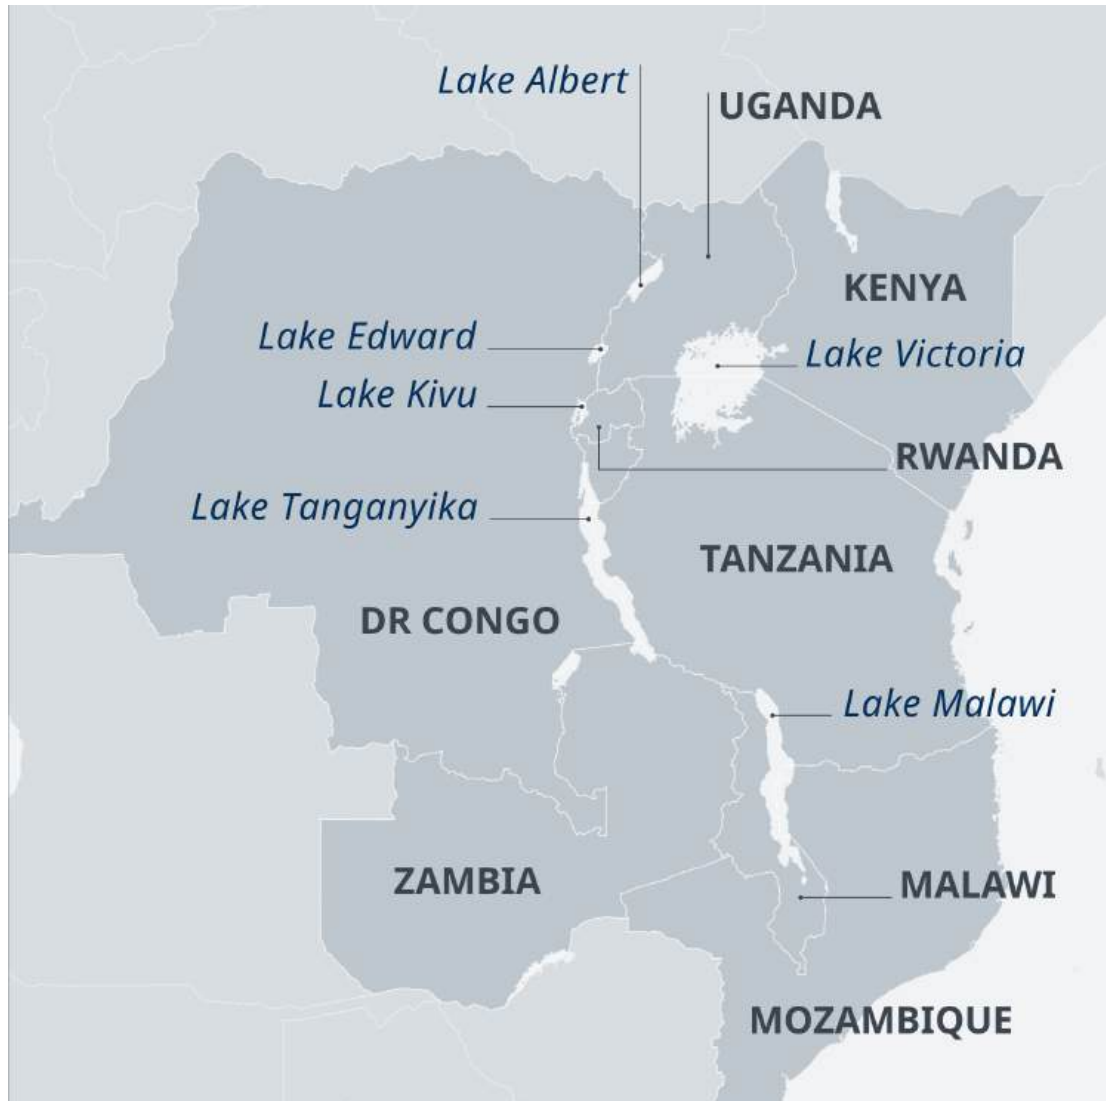 Lake Albert
UGANDA
KENYA
Lake Edward
Lake Victoria
Lake Kivu
RWANDA
Lake Tanganyika
TANZANIA
DR CONGO
Lake Malawi
ZAMBIA
MALAWI
MOZAMBIQUE